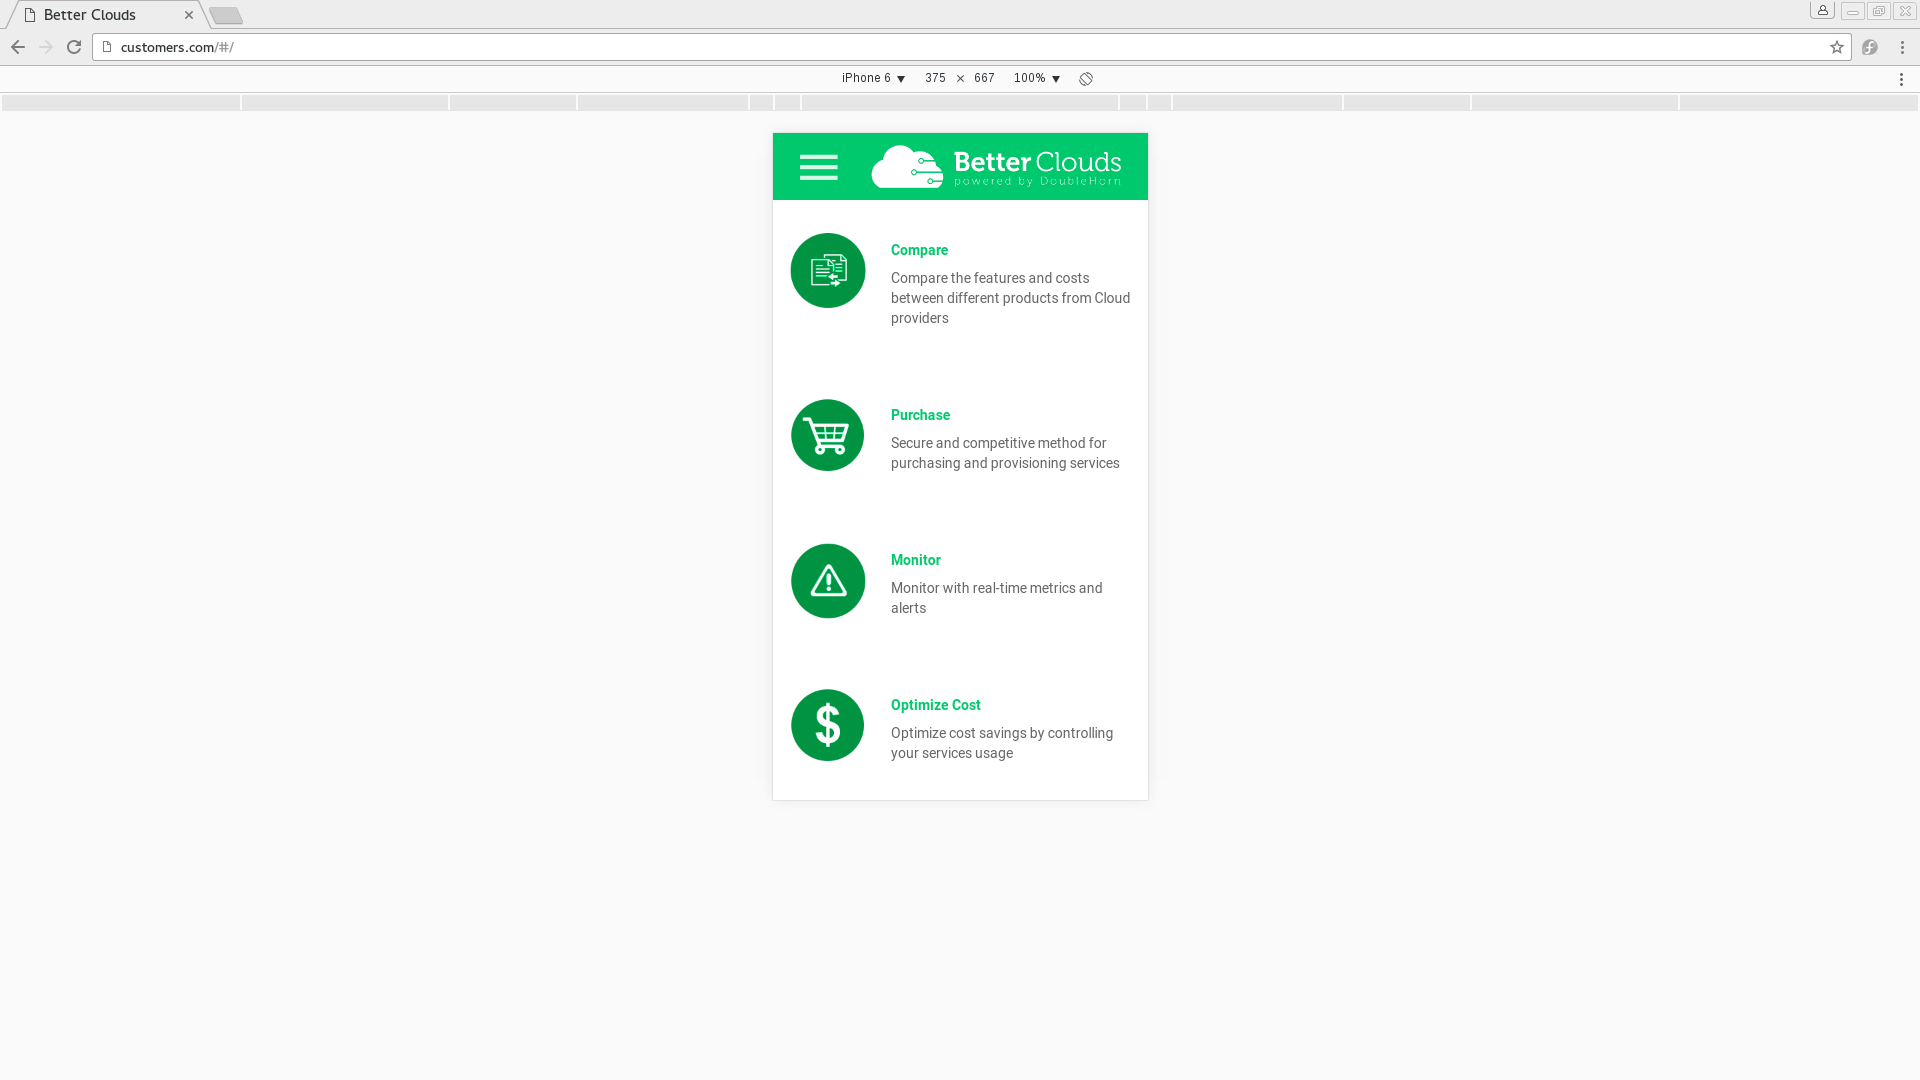 Better Clouds
customers.com/#/
iPhone 6 ▼ 375 × 667 100% ▼
Better Clouds
powered by DoubleHorn
Compare
Compare the features and costs
between different products from Cloud
providers
Purchase
Secure and competitive method for
purchasing and provisioning services
Monitor
Monitor with real-time metrics and
alerts
Optimize Cost
Optimize cost savings by controlling
your services usage